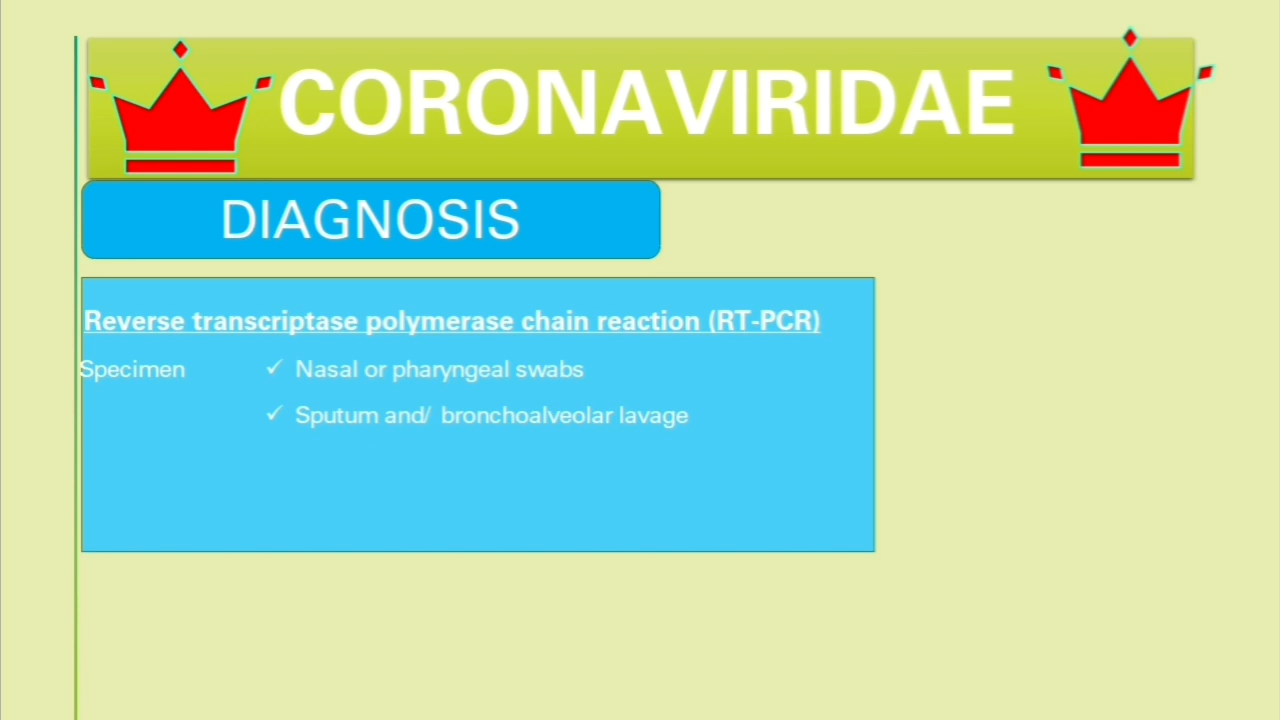 CORONAVIRIDAE
DIAGNOSIS
Reverse transcriptase polymerase chain reaction (RT-PCR)
Specimen ✓ Nasal or pharyngeal swabs
✓ Sputum and/ bronchoalveolar lavage